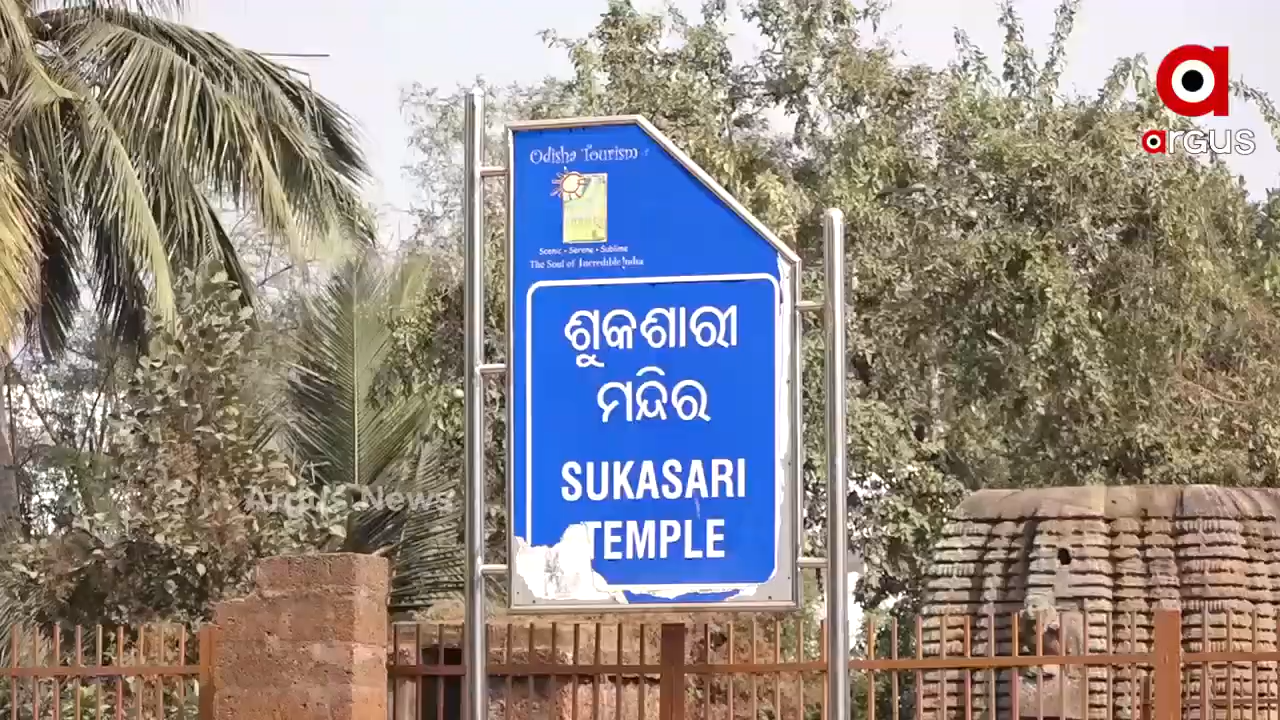 Odisha Tourism
Scenic • Serene • Sublime
The Soul of Incredible India
ଶୁକଶାରୀ
ମନ୍ଦିର
SUKASARI
TEMPLE
Argus News
argus